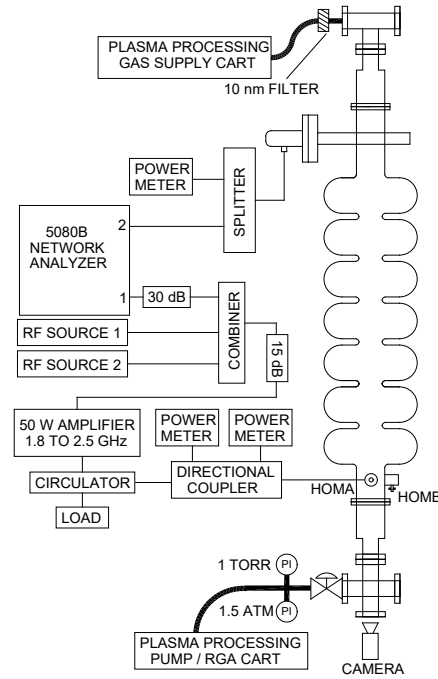 PLASMA PROCESSING
GAS SUPPLY CART
10 nm FILTER
POWER
METER
SPLITTER
5080B
NETWORK
ANALYZER
2
1
30 dB
COMBINER
RF SOURCE 1
RF SOURCE 2
15 dB
50 W AMPLIFIER
1.8 TO 2.5 GHz
POWER
METER
POWER
METER
CIRCULATOR
DIRECTIONAL
COUPLER
HOMA
HOMB
LOAD
1 TORR
PI
1.5 ATM
PI
PLASMA PROCESSING
PUMP / RGA CART
CAMERA